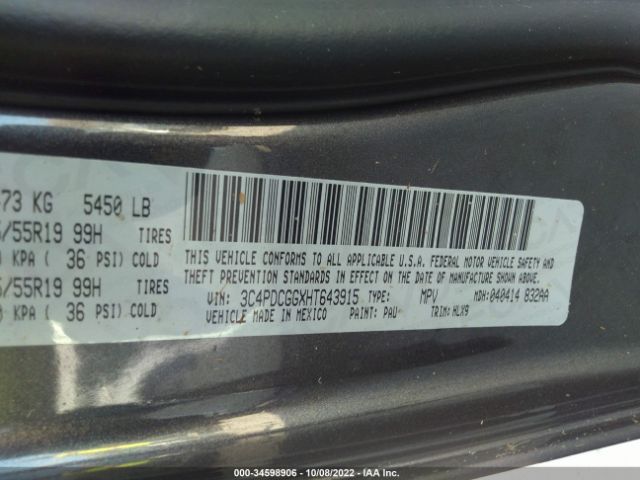 73 KG 5450 LB
/55R19 99H TIRES
KPA ( 36 PSI) COLD
/55R19 99H TIRES
KPA ( 36 PSI) COLD
THIS VEHICLE CONFORMS TO ALL APPLICABLE U.S.A. FEDERAL MOTOR VEHICLE SAFETY AND
THEFT PREVENTION STANDARDS IN EFFECT ON THE DATE OF MANUFACTURE SHOWN ABOVE.
VIN: 3C4PDCGGXHT643915 TYPE: MPV MDH: 040414 832AA
VEHICLE MADE IN MEXICO PAINT: PAU TRIM: HLX9
000-34598906 - 10/08/2022 - IAA Inc.